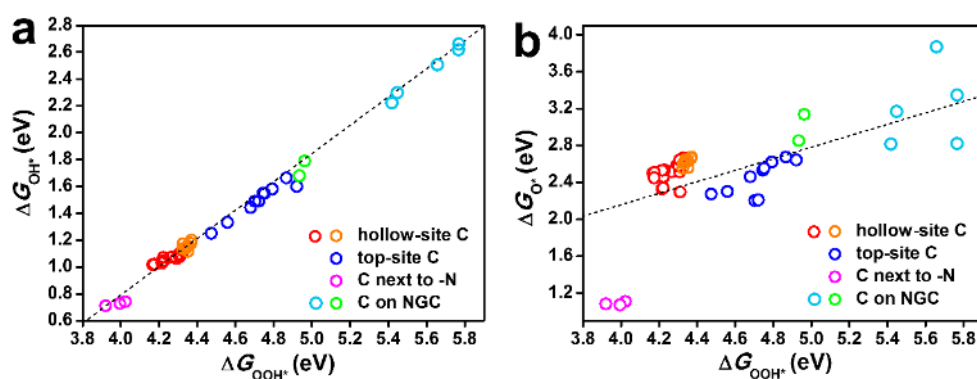 a
2.8
2.6
2.4
2.2
2.0
1.8
1.6
1.4
1.2
1.0
0.8
0.6
ΔG_OH* (eV)
hollow-site C
top-site C
C next to -N
C on NGC
3.8 4.0 4.2 4.4 4.6 4.8 5.0 5.2 5.4 5.6 5.8
ΔG_OOH* (eV)
b
4.0
3.6
3.2
2.8
2.4
2.0
1.2
0.8
ΔG_O* (eV)
hollow-site C
top-site C
C next to -N
C on NGC
3.8 4.0 4.2 4.4 4.6 4.8 5.0 5.2 5.4 5.6 5.8
ΔG_OOH* (eV)